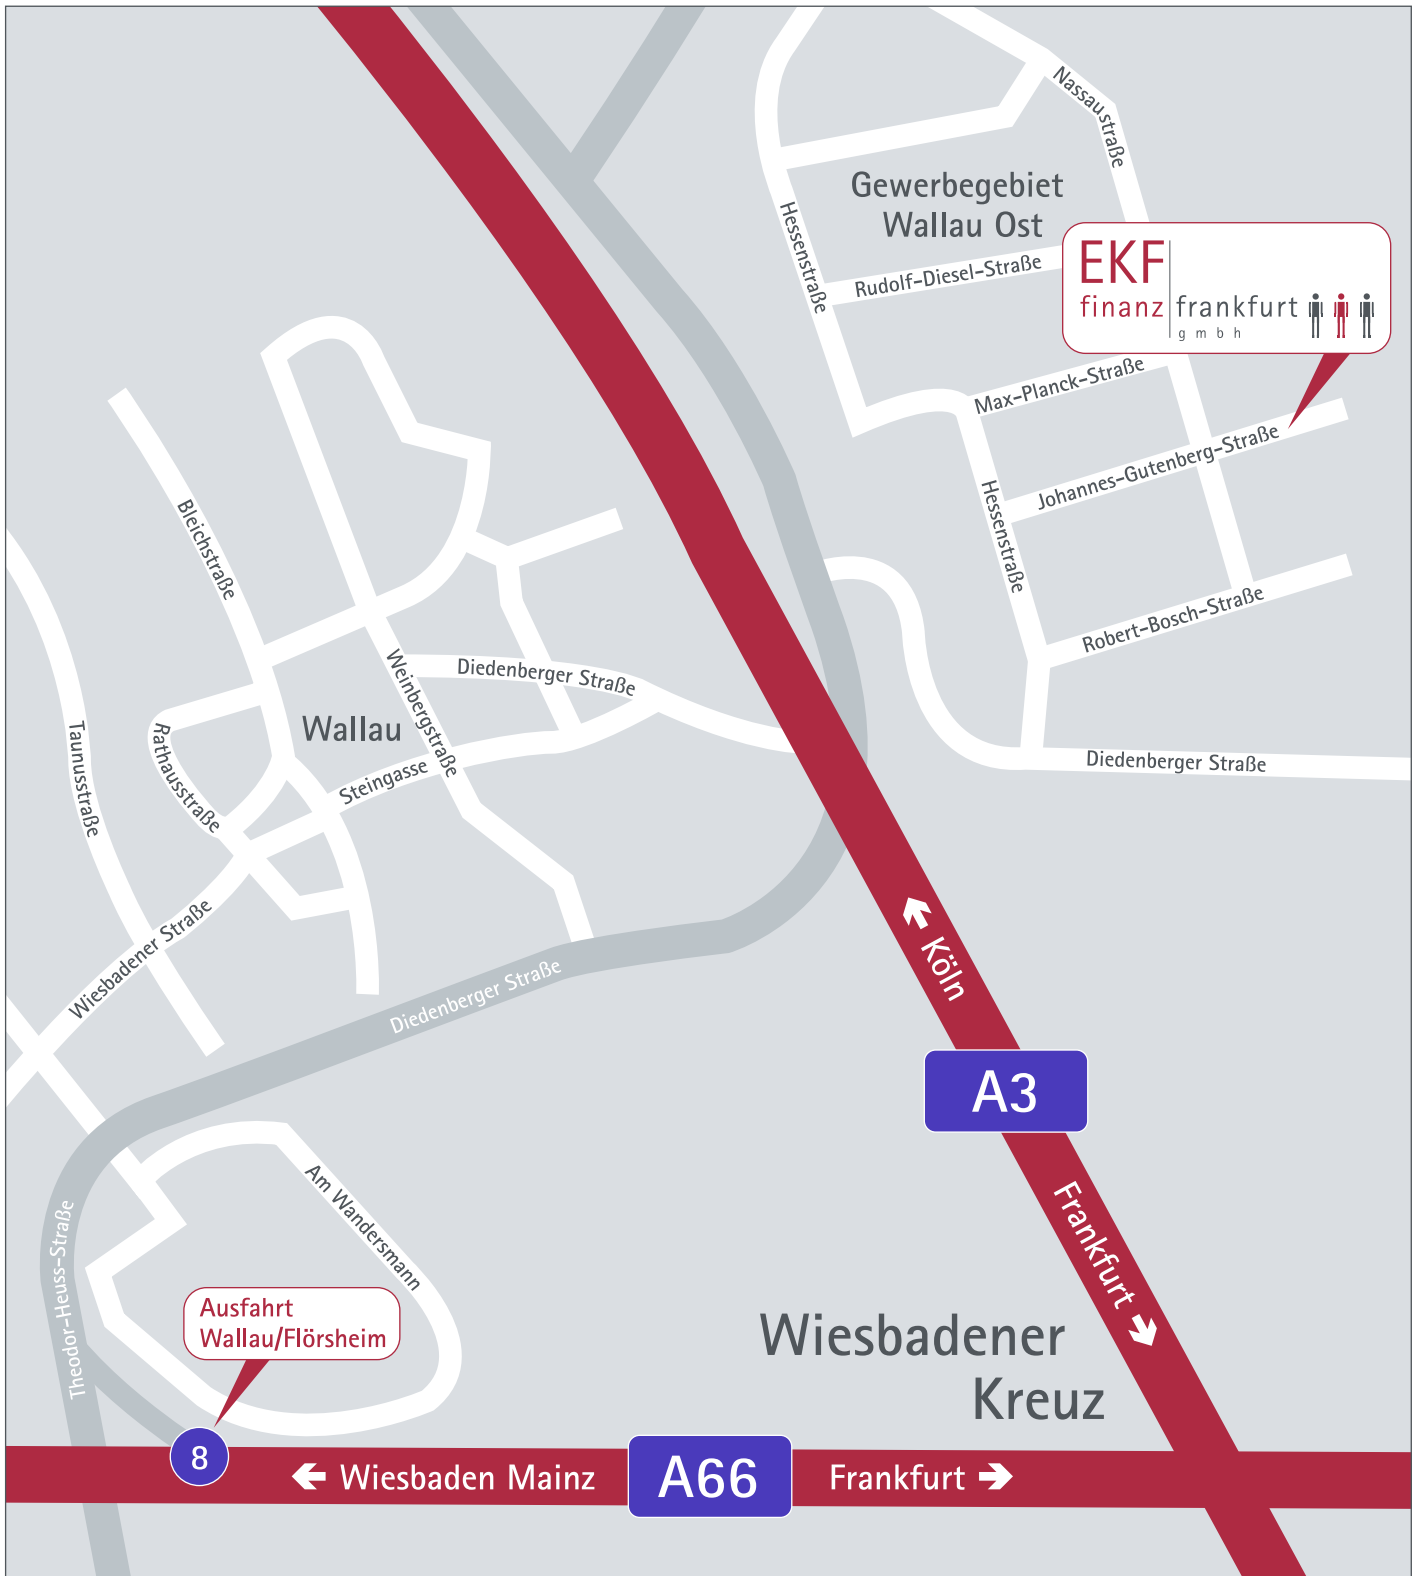 Nassaustraße
Gewerbegebiet
Wallau Ost
Hessenstraße
Rudolf-Diesel-Straße
EKF
finanz frankfurt
gmbh
Max-Planck-Straße
Johannes-Gutenberg-Straße
Hessenstraße
Robert-Bosch-Straße
Bleichstraße
Diedenberger Straße
Weinbergstraße
Wallau
Taunusstraße
Rathausstraße
Steingasse
Diedenberger Straße
Wiesbadener Straße
Diedenberger Straße
Köln
A3
Frankfurt
Am Wandersmann
Theodor-Heuss-Straße
Ausfahrt
Wallau/Flörsheim
Wiesbadener
Kreuz
8
Wiesbaden Mainz
A66
Frankfurt